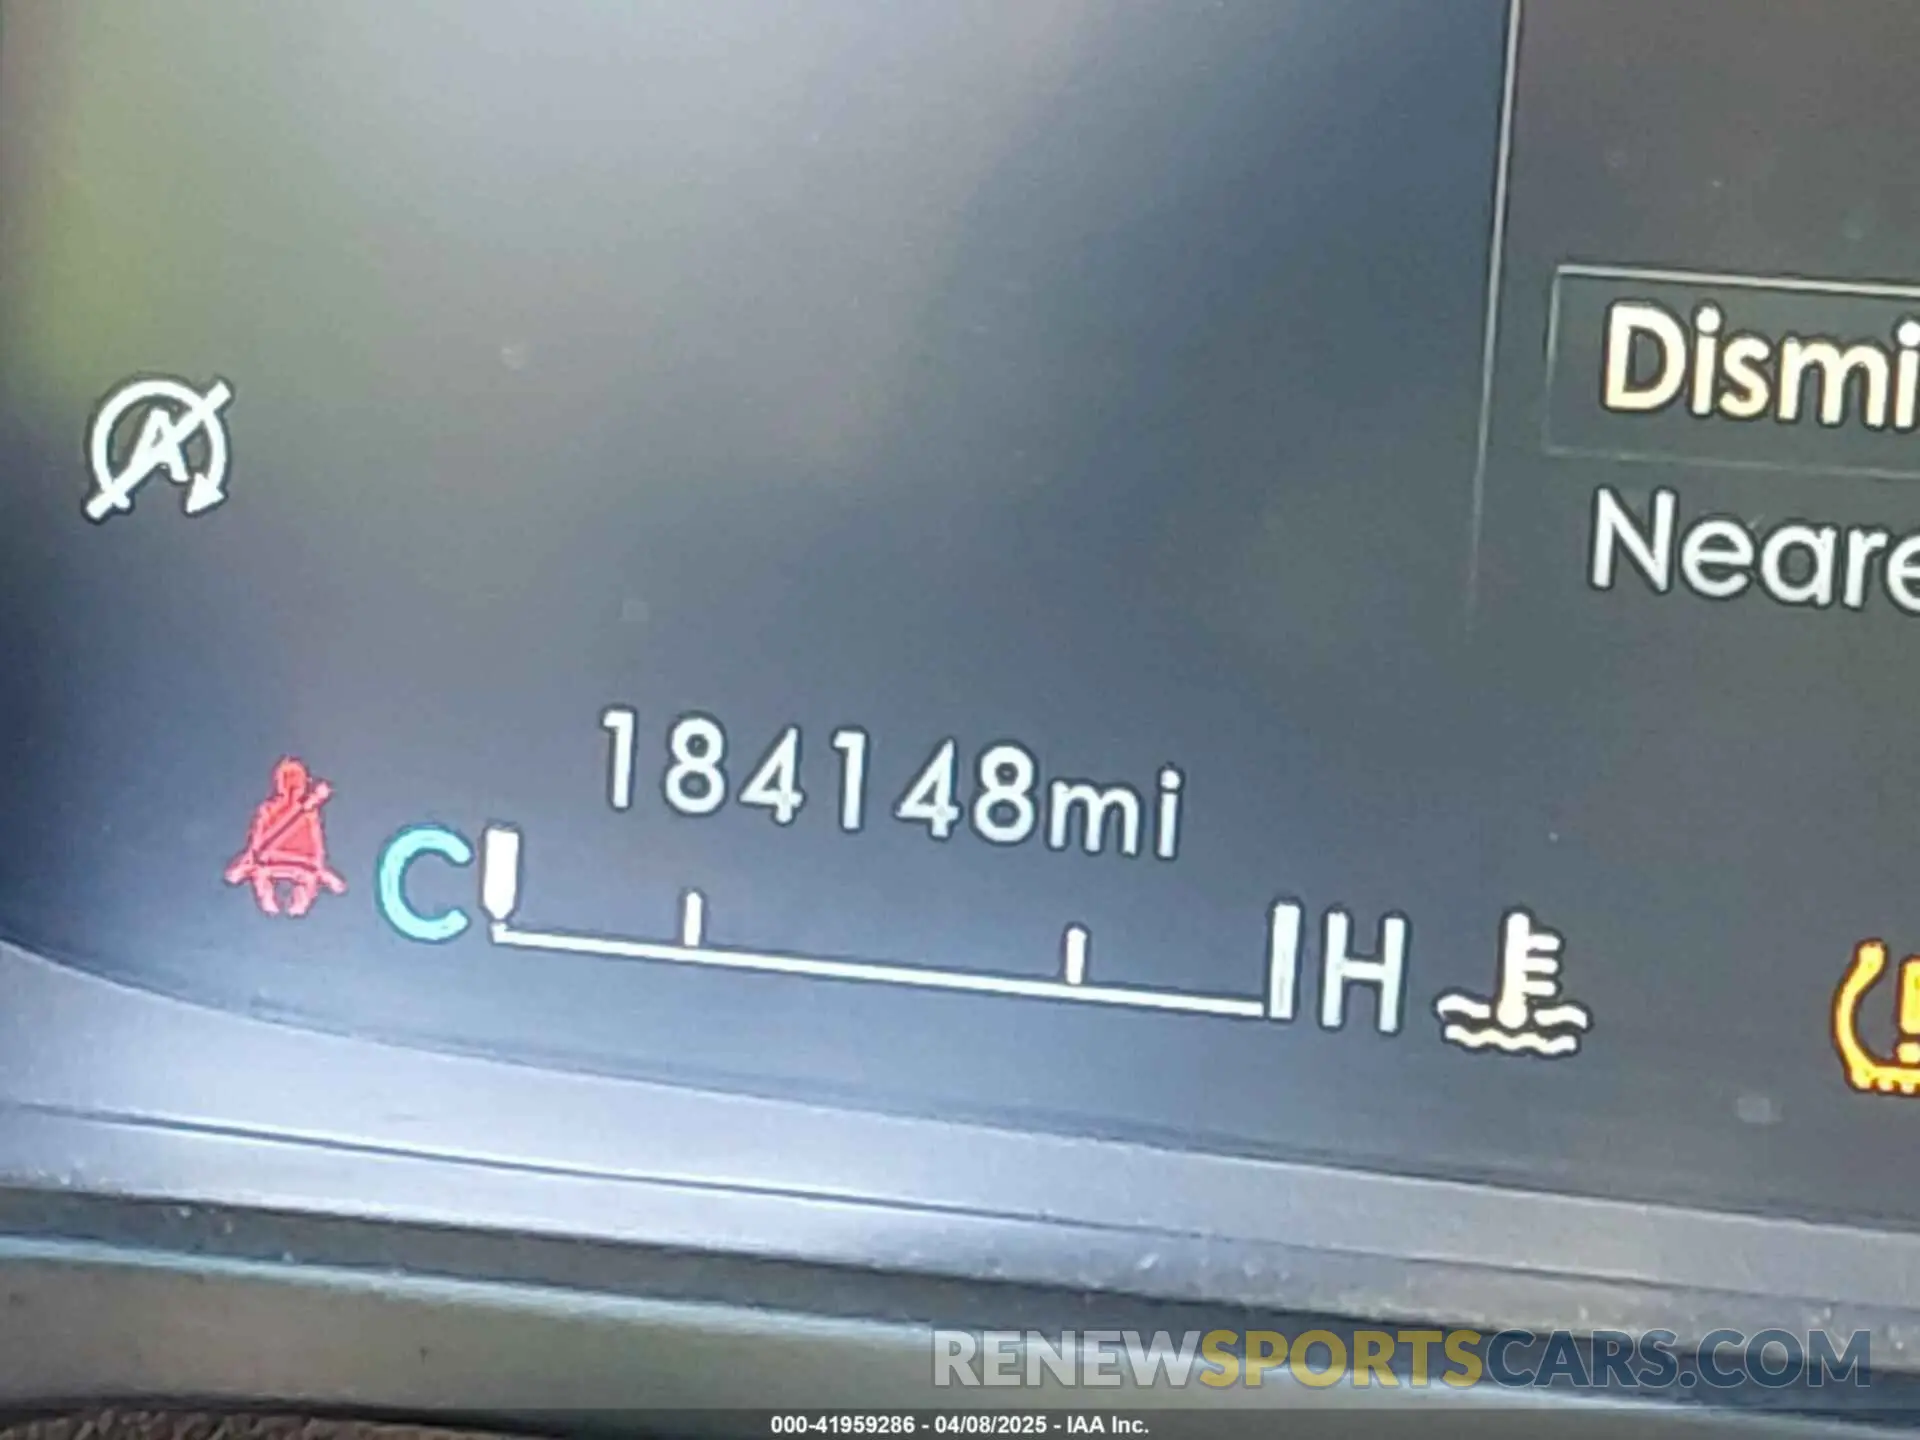 Dismi
Neare
184148mi
C H
RENEWSPORTSCARS.COM
000-41959286 - 04/08/2025 - IAA Inc.